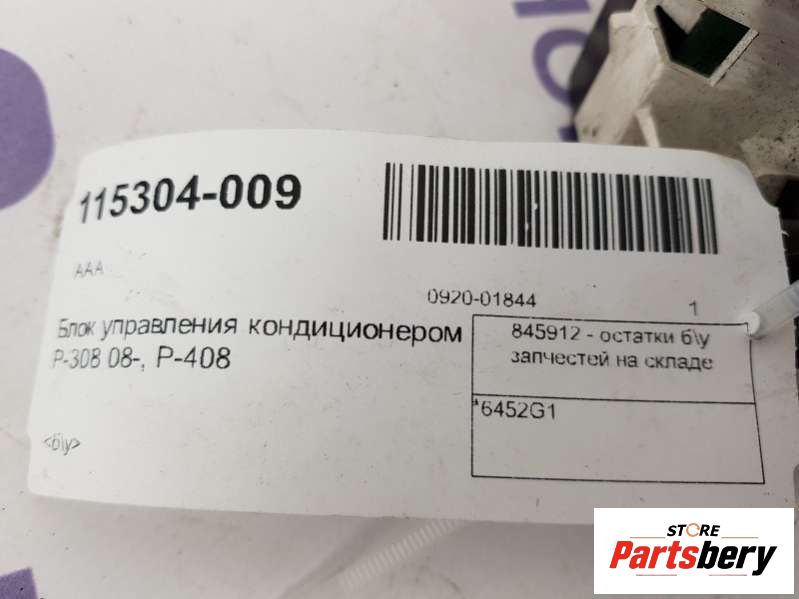 115304-009
AAA
0920-01844
1
Блок управления кондиционером
P-308 08-, P-408
845912 - остатки б\у
запчестей на складе
*6452G1
<б\у>
STORE
Partsbery